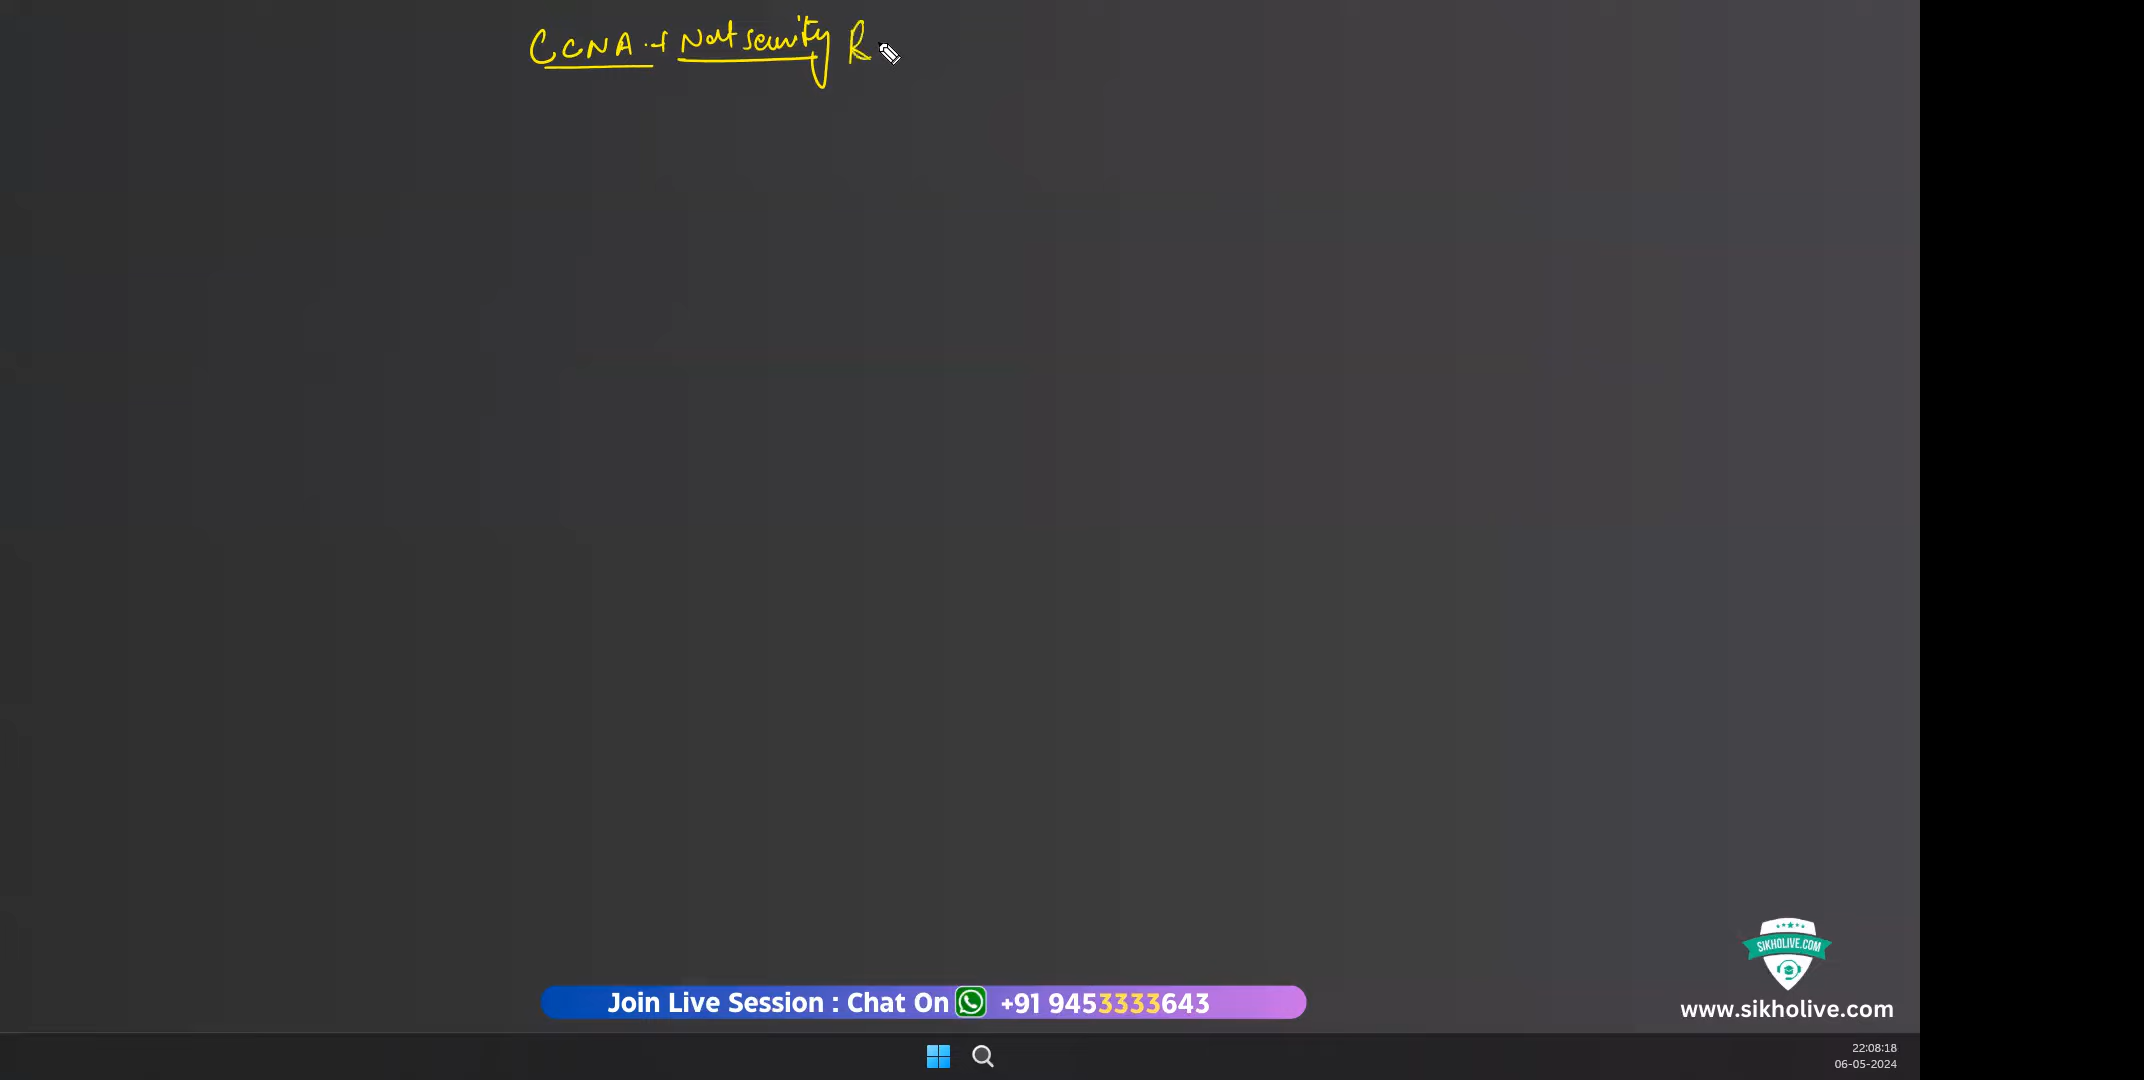 CCNA + Net security R
SIKHOLIVE.COM
Join Live Session : Chat On +91 9453333643
www.sikholive.com
22:08:18
06-05-2024